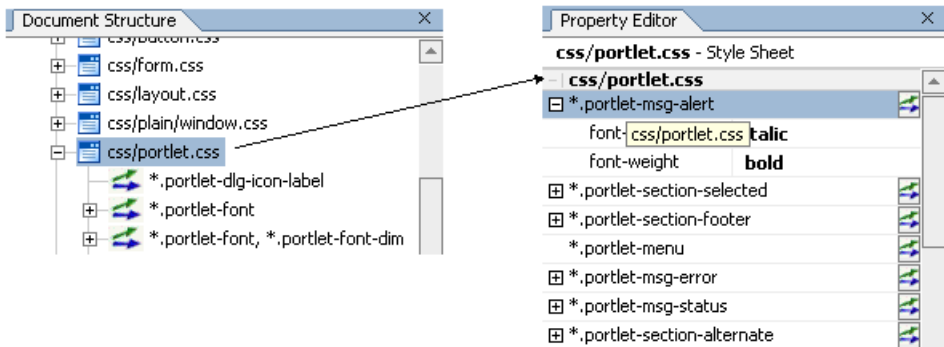 Document Structure
css/button.css
css/form.css
css/layout.css
css/plain/window.css
css/portlet.css
*.portlet-dlg-icon-label
*.portlet-font
*.portlet-font, *.portlet-font-dim
Property Editor
css/portlet.css - Style Sheet
css/portlet.css
*.portlet-msg-alert
font- css/portlet.css talic
font-weight bold
*.portlet-section-selected
*.portlet-section-footer
*.portlet-menu
*.portlet-msg-error
*.portlet-msg-status
*.portlet-section-alternate